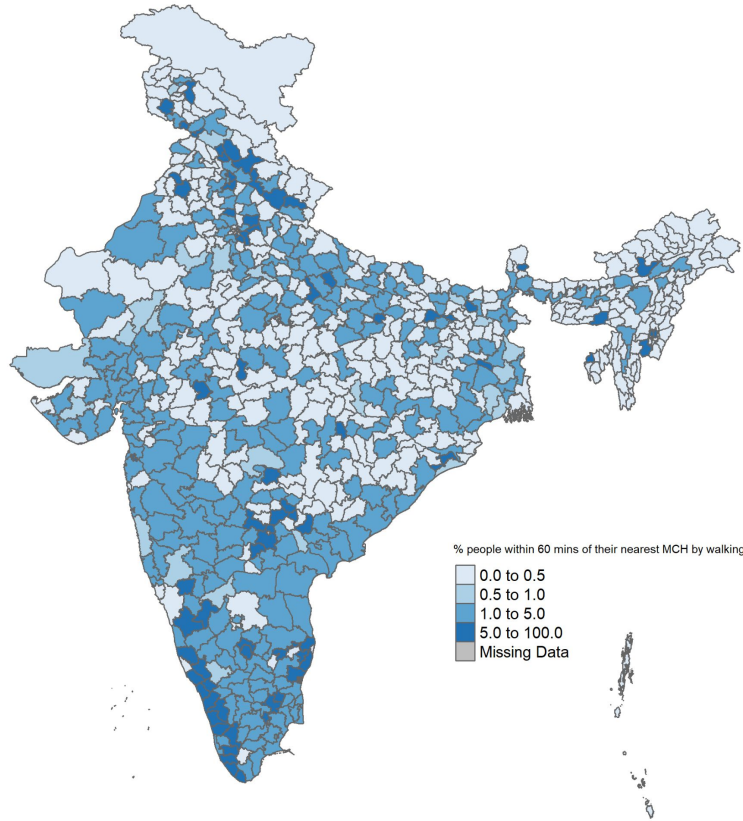 % people within 60 mins of their nearest MCH by walking
0.0 to 0.5
0.5 to 1.0
1.0 to 5.0
5.0 to 100.0
Missing Data